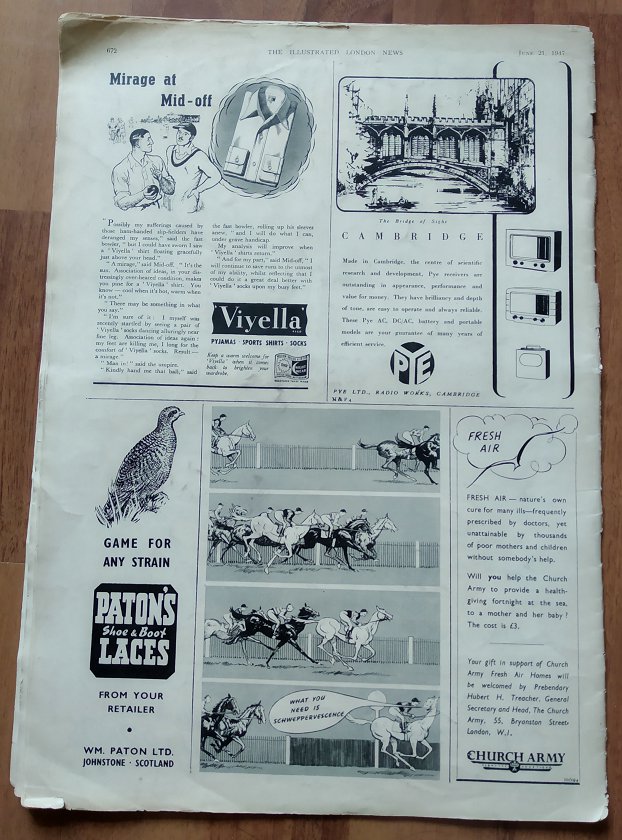 672
THE ILLUSTRATED LONDON NEWS
JUNE 21, 1947
Mirage at
Mid-off
"Possibly my sufferings caused by
those ham-handed slip-fielders have
deranged my senses," said the fast
bowler, "but I could have sworn I saw
a 'Viyella' shirt floating gracefully
just above your head."
"A mirage," said Mid-off. "It's the
sun. Association of ideas, in your dis-
tressingly over-heated condition, makes
you pine for a 'Viyella' shirt. You
know — cool when it's hot, warm when
it's not."
"There may be something in what
you say."
"I'm sure of it: I myself was
recently startled by seeing a pair of
'Viyella' socks dancing alluringly near
fine leg. Association of ideas again:
my feet are killing me, I long for the
comfort of 'Viyella' socks. Result—
a mirage."
"Man in!" said the umpire.
"Kindly hand me that ball," said
the fast bowler, rolling up his sleeves
anew, "and I will do what I can,
under grave handicap.
My analysis will improve when
'Viyella' shirts return."
"And for my part," said Mid-off, "I
will continue to save runs to the utmost
of my ability, whilst reflecting that I
could do it a great deal better with
'Viyella' socks upon my busy feet."
'Viyella'
PYJAMAS · SPORTS SHIRTS · SOCKS
Keep a warm welcome for
'Viyella' when it comes
back to brighten your
wardrobe.
The Bridge of Sighs
CAMBRIDGE
Made in Cambridge, the centre of scientific
research and development, Pye receivers are
outstanding in appearance, performance and
value for money. They have brilliancy and depth
of tone, are easy to operate and always reliable.
These Pye AC, DC/AC, battery and portable
models are your guarantee of many years of
efficient service.
PYE
PYE LTD., RADIO WORKS, CAMBRIDGE
GAME FOR
ANY STRAIN
PATON'S
Shoe & Boot
LACES
FROM YOUR
RETAILER
•
WM. PATON LTD.
JOHNSTONE · SCOTLAND
WHAT YOU
NEED IS
SCHWEPPERVESCENCE
FRESH
AIR
FRESH AIR — nature's own
cure for many ills—frequently
prescribed by doctors, yet
unattainable by thousands
of poor mothers and children
without somebody's help.
Will you help the Church
Army to provide a health-
giving fortnight at the sea,
to a mother and her baby?
The cost is £3.
Your gift in support of Church
Army Fresh Air Homes will
be welcomed by Prebendary
Hubert H. Treacher, General
Secretary and Head, The Church
Army, 55, Bryanston Street,
London, W.1.
CHURCH ARMY